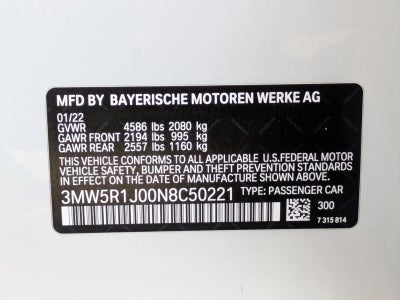 MFD BY BAYERISCHE MOTOREN WERKE AG
01/22
GVWR 4586 lbs 2080 kg
GAWR FRONT 2194 lbs 995 kg
GAWR REAR 2557 lbs 1160 kg
THIS VEHICLE CONFORMS TO ALL APPLICABLE U.S.FEDERAL MOTOR
VEHICLE SAFETY, BUMPER AND THEFT PREVENTION STANDARDS
IN EFFECT ON THE DATE OF MANUFACTURE SHOWN ABOVE.
3MW5R1J00N8C50221 TYPE: PASSENGER CAR
300
7 315 814